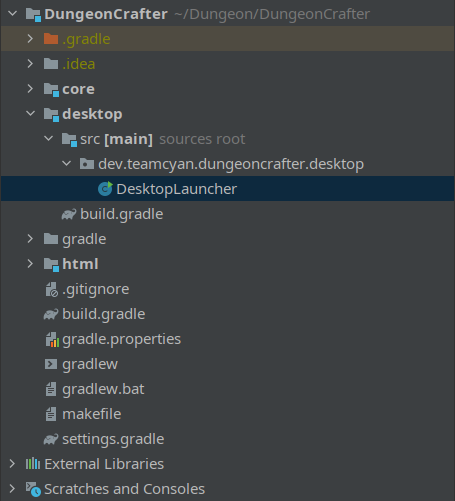 DungeonCrafter ~/Dungeon/DungeonCrafter
.gradle
.idea
core
desktop
src [main] sources root
dev.teamcyan.dungeoncrafter.desktop
DesktopLauncher
build.gradle
gradle
html
.gitignore
build.gradle
gradle.properties
gradlew
gradlew.bat
makefile
settings.gradle
External Libraries
Scratches and Consoles